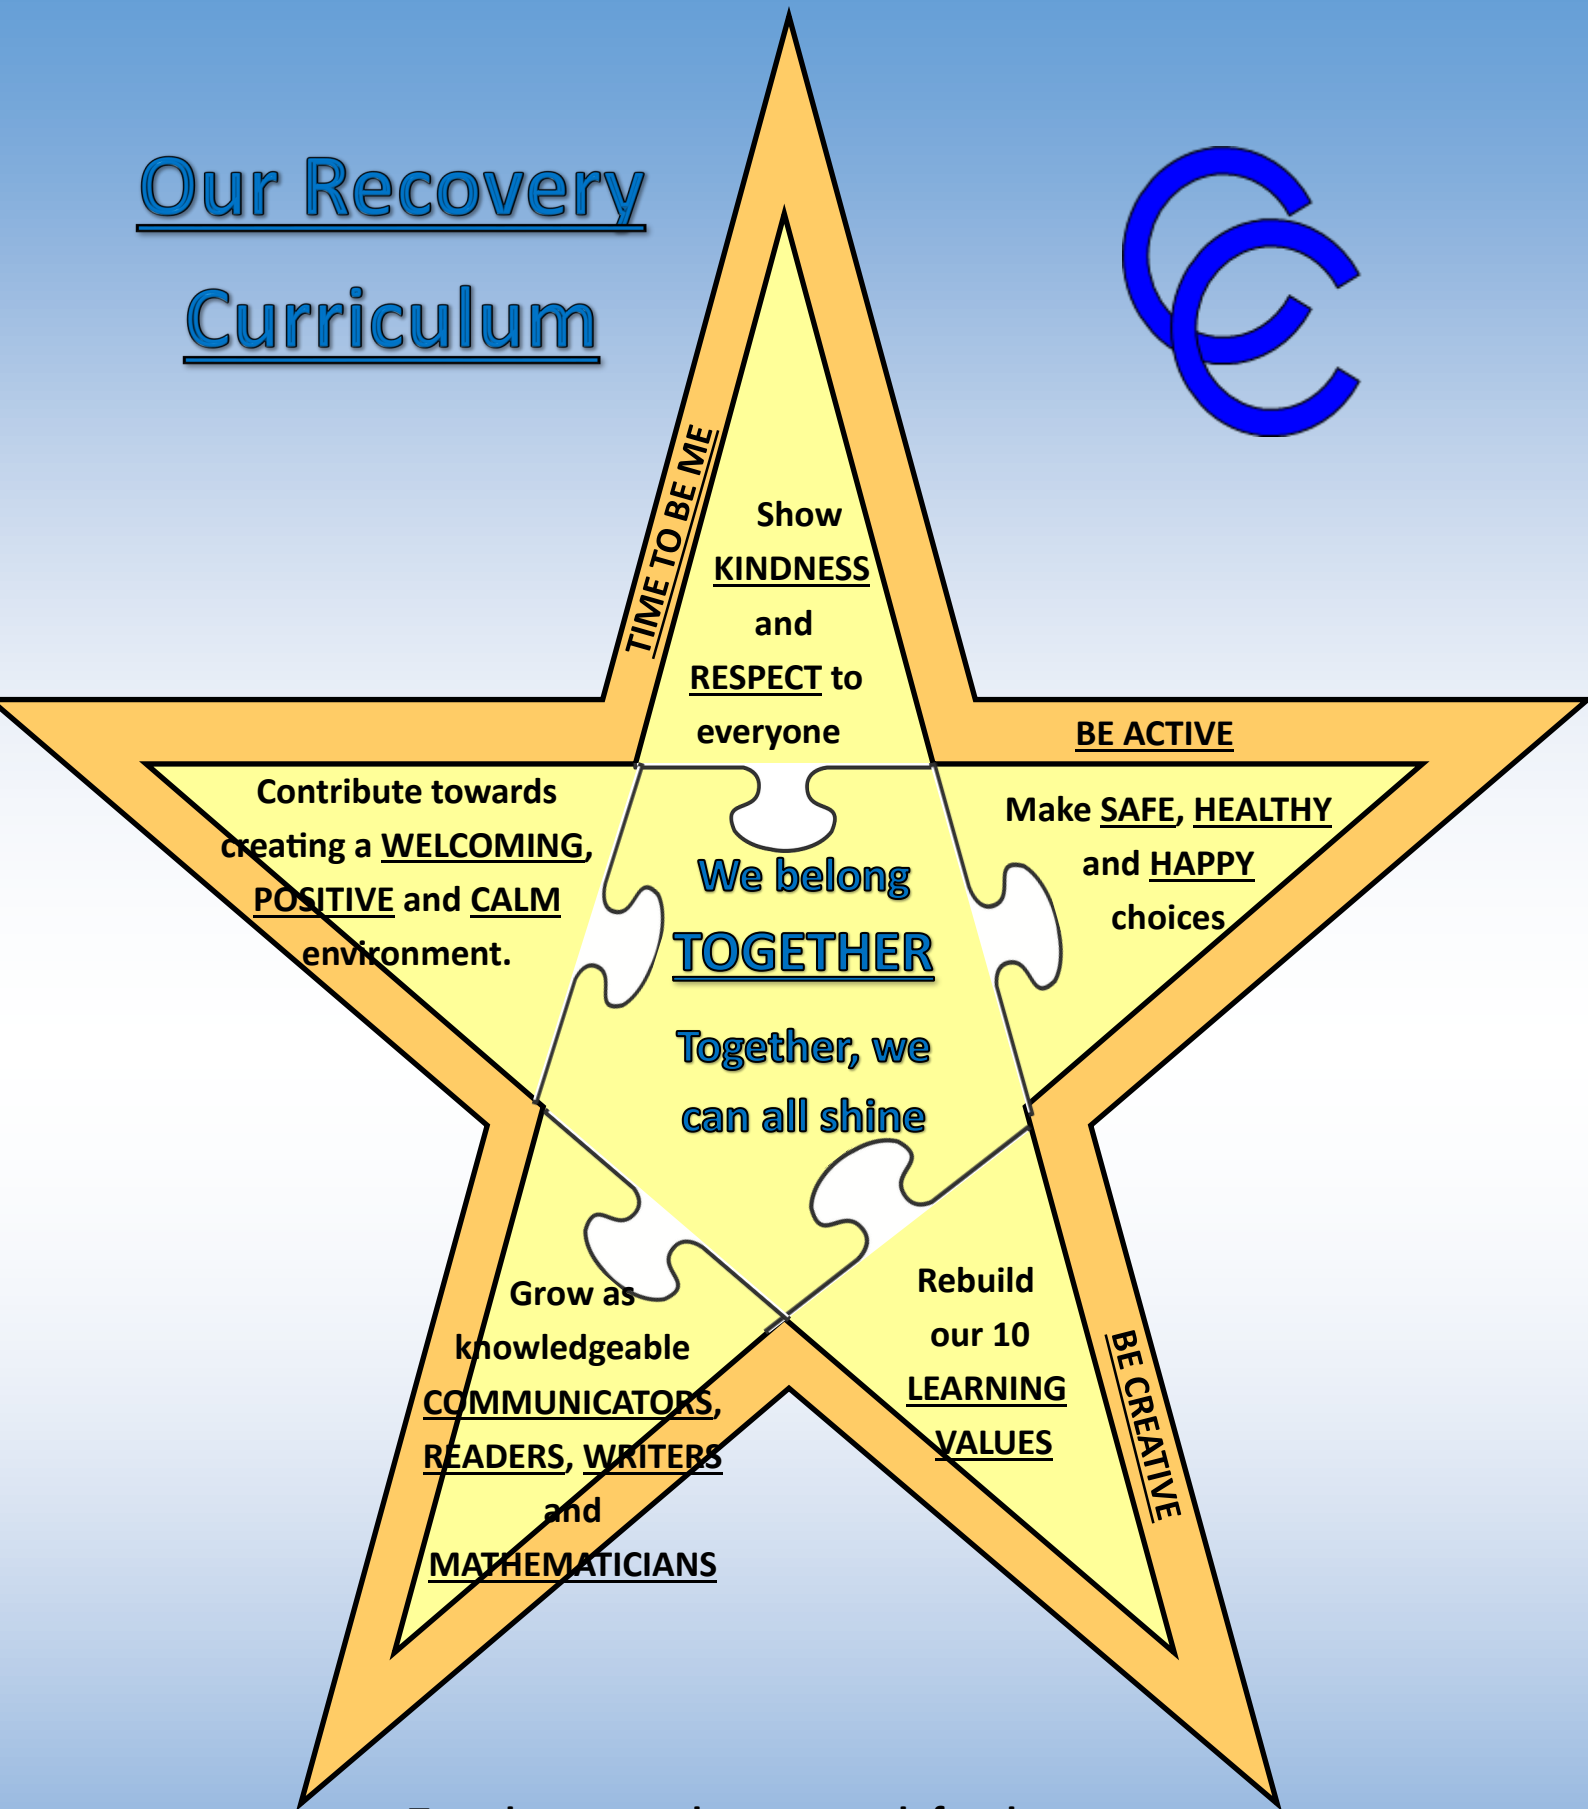 Our Recovery
Curriculum
CC
TIME TO BE ME
Show
KINDNESS
and
RESPECT to
everyone
BE ACTIVE
Contribute towards
creating a WELCOMING,
POSITIVE and CALM
environment.
Make SAFE, HEALTHY
and HAPPY
choices
We belong
TOGETHER
Together, we
can all shine
Grow as
knowledgeable
COMMUNICATORS,
READERS, WRITERS
and
MATHEMATICIANS
Rebuild
our 10
LEARNING
VALUES
BE CREATIVE